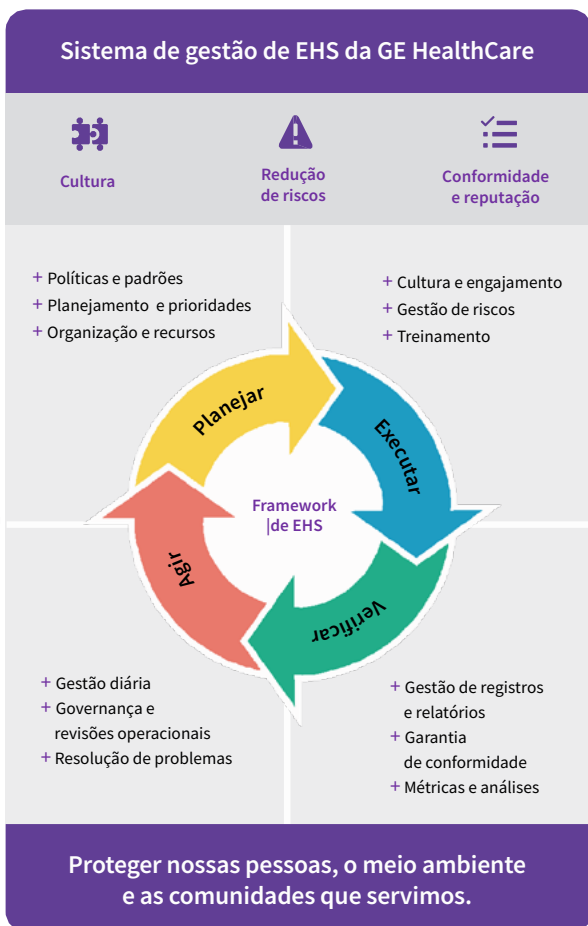 Sistema de gestão de EHS da GE HealthCare
Cultura
Redução
de riscos
Conformidade
e reputação
+ Políticas e padrões
+ Planejamento e prioridades
+ Organização e recursos
+ Cultura e engajamento
+ Gestão de riscos
+ Treinamento
Planejar
Executar
Framework
|de EHS
Agir
Verificar
+ Gestão diária
+ Governança e
revisões operacionais
+ Resolução de problemas
+ Gestão de registros
e relatórios
+ Garantia
de conformidade
+ Métricas e análises
Proteger nossas pessoas, o meio ambiente
e as comunidades que servimos.